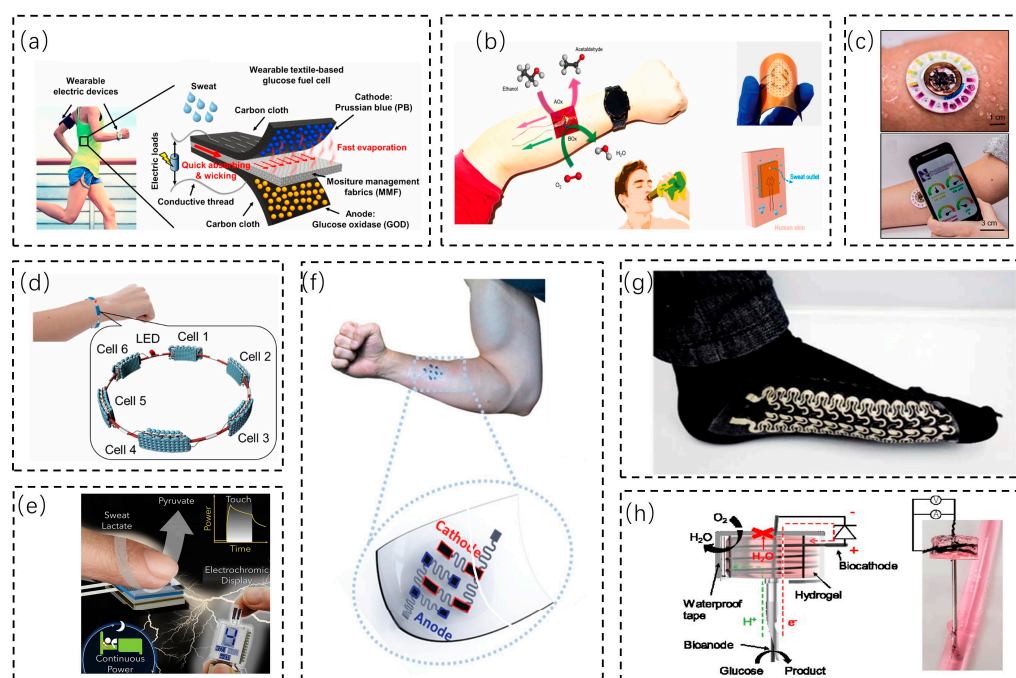 (a)
Wearable
electric devices
Sweat
Wearable textile-based
glucose fuel cell
Cathode:
Prussian blue (PB)
Carbon cloth
Electric loads
Quick absorbing
& wicking
Fast evaporation
Conductive thread
Mositure management
fabrics (MMF)
Carbon cloth
Anode:
Glucose oxidase (GOD)
(b)
Acetaldehyde
Ethanol
AOx
BOx
H₂O
O₂
Sweat outlet
Human skin
(c)
1 cm
3 cm
(d)
LED
Cell 1
Cell 2
Cell 3
Cell 4
Cell 5
Cell 6
(e)
Pyruvate
Sweat
Lactate
Power
Touch
Time
Electrochromic
Display
Continuous
Power
(f)
Cathode
Anode
(g)
(h)
O₂
H₂O
H₂O
-
+
Biocathode
Hydrogel
Waterproof
tape
H⁺
e⁻
Bioanode
Glucose
Product
V
A